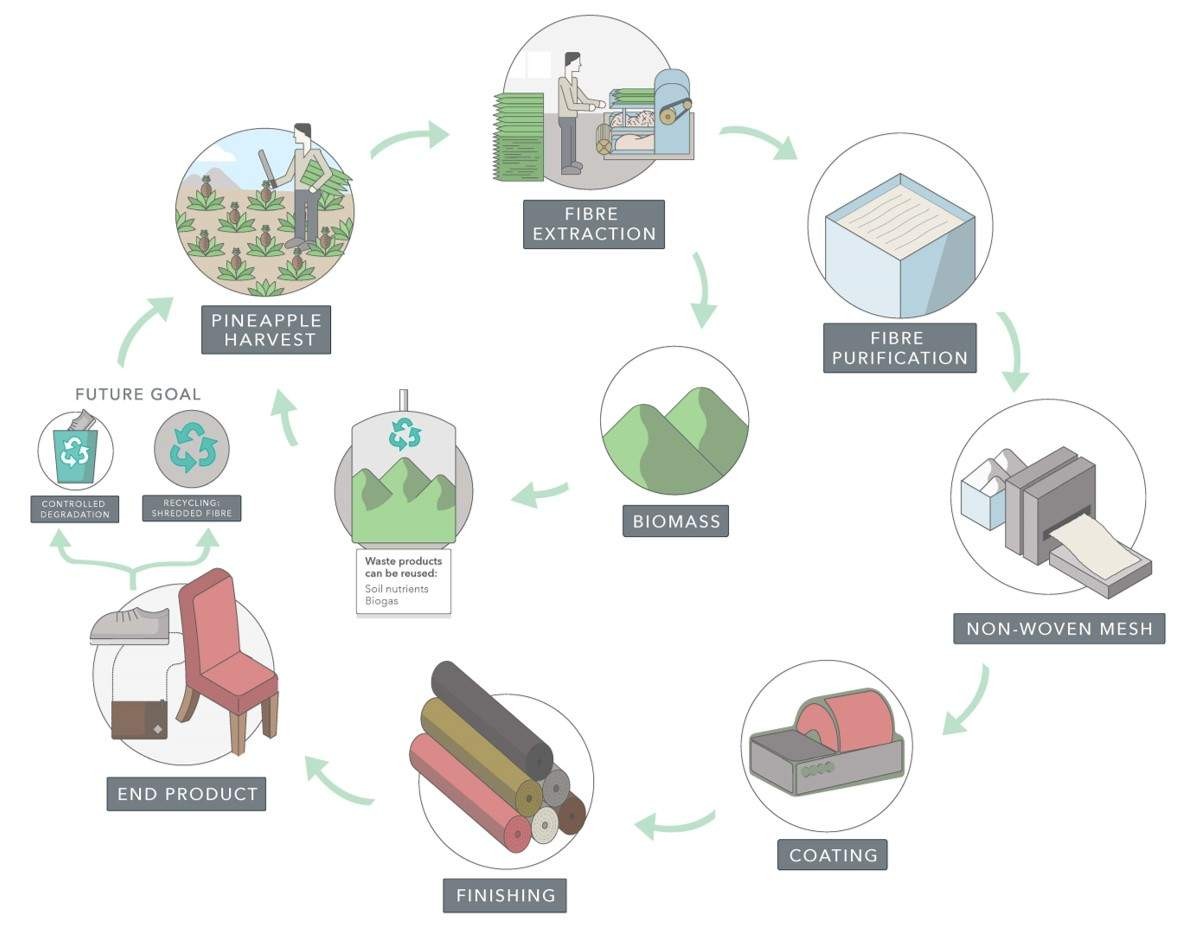 FIBRE
EXTRACTION
PINEAPPLE
HARVEST
FIBRE
PURIFICATION
FUTURE GOAL
CONTROLLED
DEGRADATION
RECYCLING:
SHREDDED FIBRE
BIOMASS
Waste products
can be reused:
Soil nutrients
Biogas
NON-WOVEN MESH
END PRODUCT
COATING
FINISHING